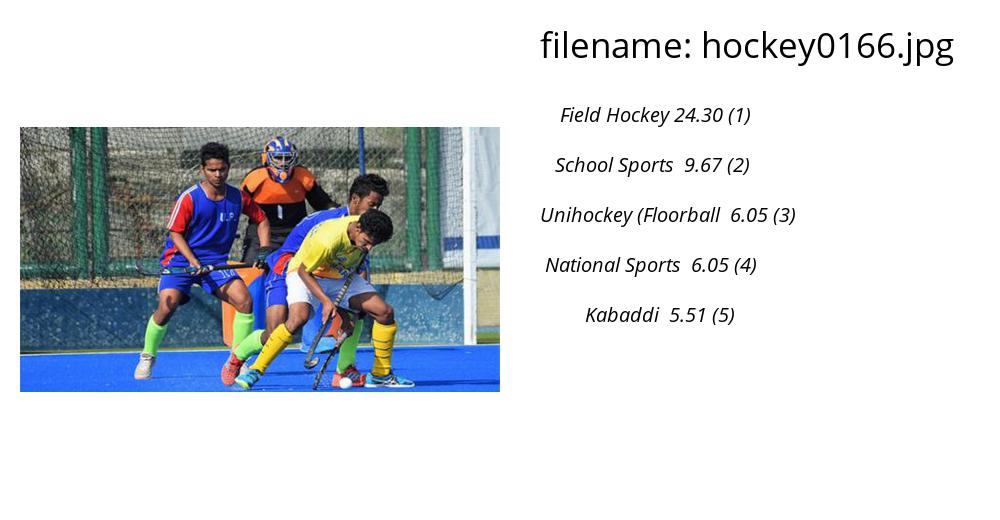 filename: hockey0166.jpg
Field Hockey 24.30 (1)
School Sports 9.67 (2)
Unihockey (Floorball 6.05 (3)
National Sports 6.05 (4)
Kabaddi 5.51 (5)